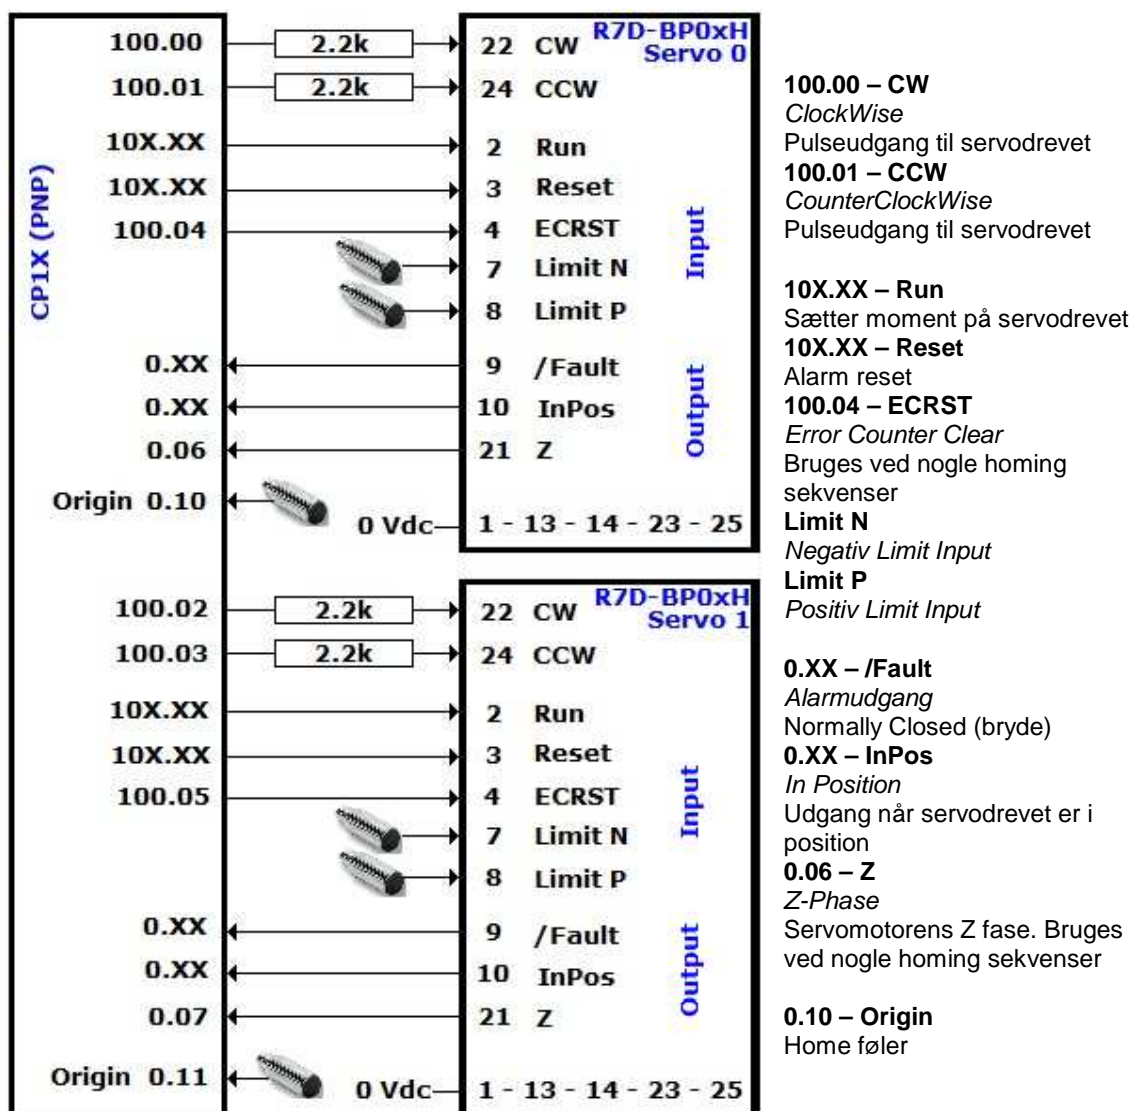 CP1X (PNP)
R7D-BP0xH
Servo 0
100.00 2.2k 22 CW
100.01 2.2k 24 CCW
10X.XX 2 Run
10X.XX 3 Reset
100.04 4 ECRST
7 Limit N
8 Limit P
Input
0.XX 9 /Fault
0.XX 10 InPos
0.06 21 Z
Output
Origin 0.10
0 Vdc 1 - 13 - 14 - 23 - 25
R7D-BP0xH
Servo 1
100.02 2.2k 22 CW
100.03 2.2k 24 CCW
10X.XX 2 Run
10X.XX 3 Reset
100.05 4 ECRST
7 Limit N
8 Limit P
Input
0.XX 9 /Fault
0.XX 10 InPos
0.07 21 Z
Output
Origin 0.11
0 Vdc 1 - 13 - 14 - 23 - 25
100.00 – CW
ClockWise
Pulseudgang til servodrevet
100.01 – CCW
CounterClockWise
Pulseudgang til servodrevet
10X.XX – Run
Sætter moment på servodrevet
10X.XX – Reset
Alarm reset
100.04 – ECRST
Error Counter Clear
Bruges ved nogle homing
sekvenser
Limit N
Negativ Limit Input
Limit P
Positiv Limit Input
0.XX – /Fault
Alarmudgang
Normally Closed (bryde)
0.XX – InPos
In Position
Udgang når servodrevet er i
position
0.06 – Z
Z-Phase
Servomotorens Z fase. Bruges
ved nogle homing sekvenser
0.10 – Origin
Home føler